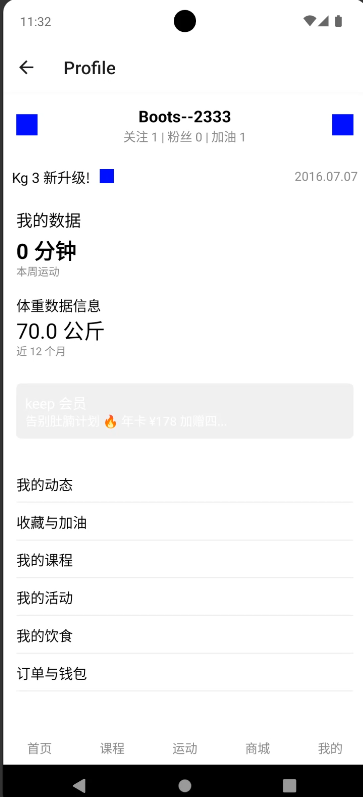 11:32
Profile
Boots--2333
关注 1 | 粉丝 0 | 加油 1
Kg 3 新升级!
2016.07.07
我的数据
0 分钟
本周运动
体重数据信息
70.0 公斤
近 12 个月
keep 会员
告别肚腩计划 🔥 年卡 ¥178 加赠四...
我的动态
收藏与加油
我的课程
我的活动
我的饮食
订单与钱包
首页 课程 运动 商城 我的